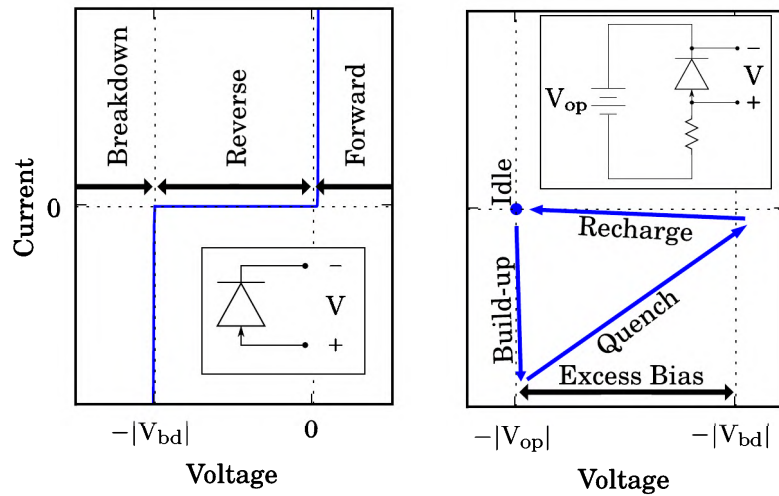 Breakdown
Reverse
Forward
Current
0
−
V
+
−|V_bd|
0
Voltage
V_op
−
V
+
Idle
0
Recharge
Build-up
Quench
Excess Bias
−|V_op|
−|V_bd|
Voltage